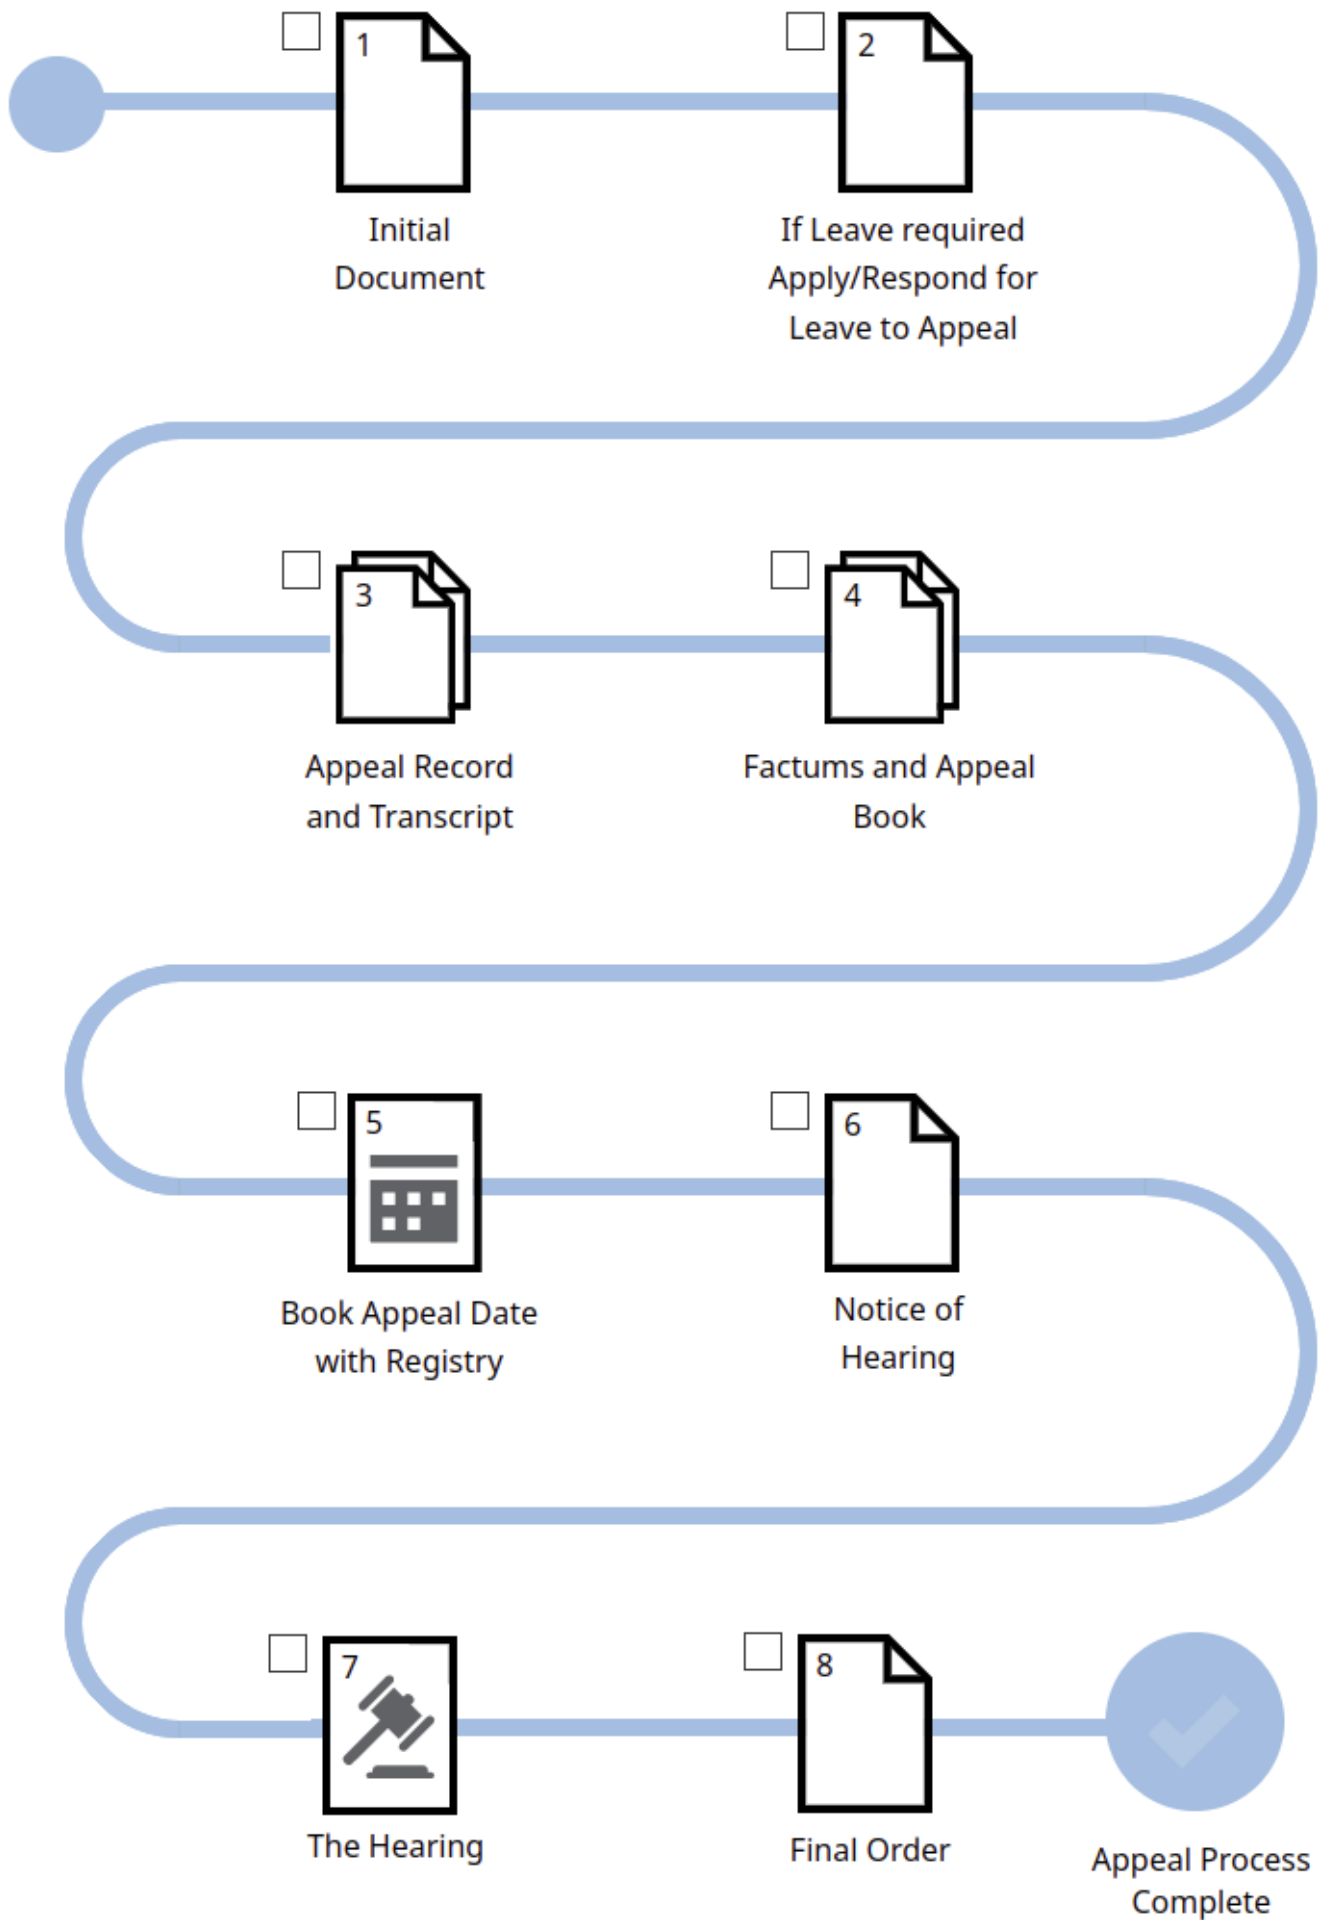 1
2
Initial
Document
If Leave required
Apply/Respond for
Leave to Appeal
3
4
Appeal Record
and Transcript
Factums and Appeal
Book
5
6
Book Appeal Date
with Registry
Notice of
Hearing
7
8
The Hearing
Final Order
Appeal Process
Complete